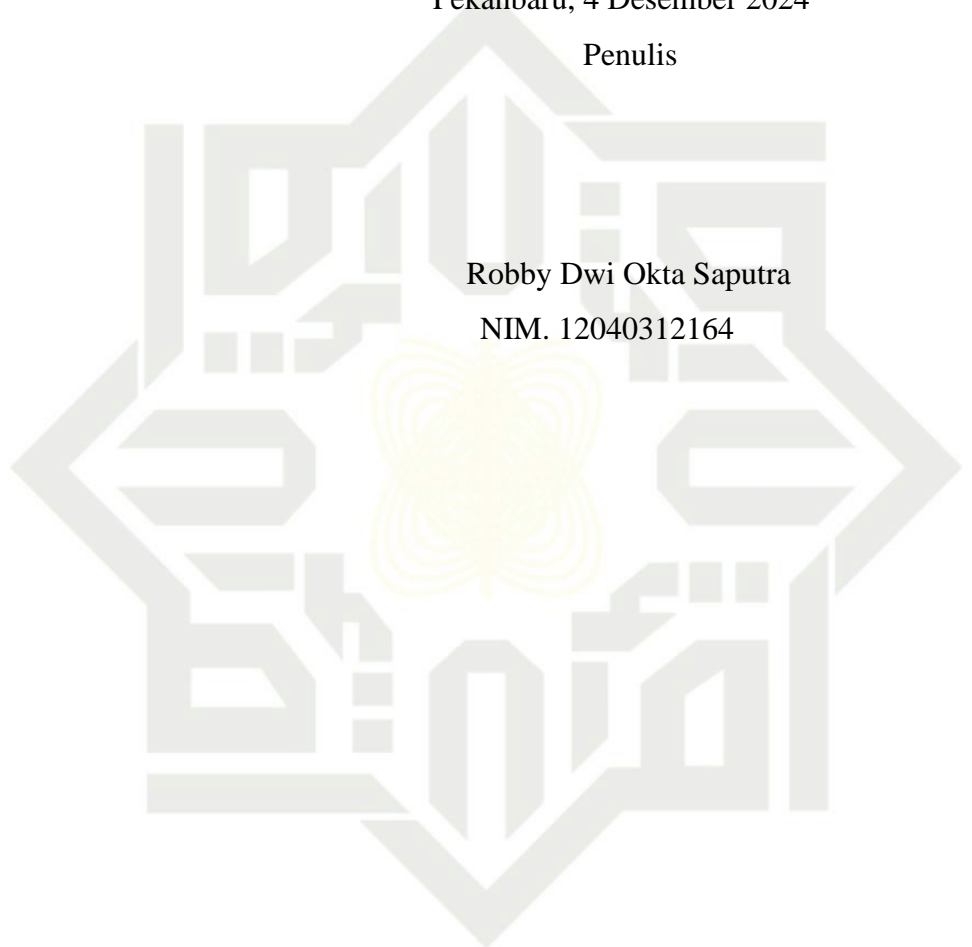 Pekanbaru, 4 Desember 2024
Penulis
Robby Dwi Okta Saputra
NIM. 12040312164